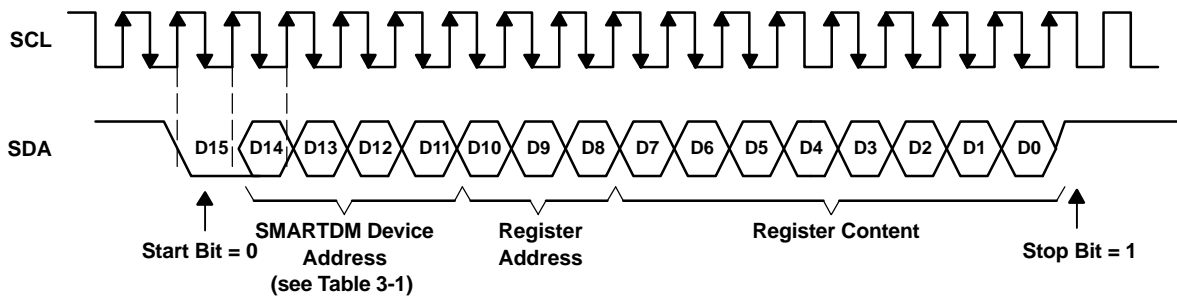 SCL
SDA
D15 D14 D13 D12 D11 D10 D9 D8 D7 D6 D5 D4 D3 D2 D1 D0
Start Bit = 0
SMARTDM Device
Address
(see Table 3-1)
Register
Address
Register Content
Stop Bit = 1